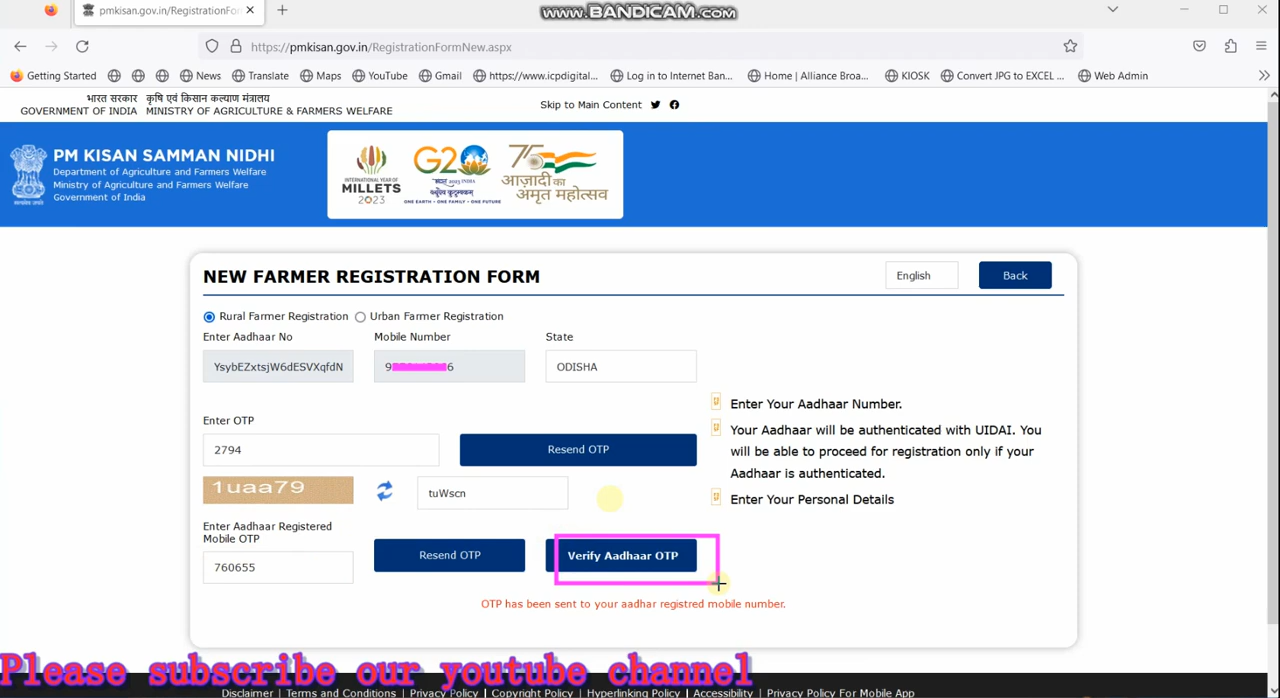 www.BANDICAM.com
pmkisan.gov.in/RegistrationFor
https://pmkisan.gov.in/RegistrationFormNew.aspx
Getting Started News Translate Maps YouTube Gmail https://www.icpdigital... Log in to Internet Ban... Home | Alliance Broa... KIOSK Convert JPG to EXCEL ... Web Admin
भारत सरकार कृषि एवं किसान कल्याण मंत्रालय
GOVERNMENT OF INDIA MINISTRY OF AGRICULTURE & FARMERS WELFARE
Skip to Main Content
PM KISAN SAMMAN NIDHI
Department of Agriculture and Farmers Welfare
Ministry of Agriculture and Farmers Welfare
Government of India
INTERNATIONAL YEAR OF
MILLETS
2023
G20
वसुधैव कुटुम्बकम्
ONE EARTH • ONE FAMILY • ONE FUTURE
75
आज़ादी का
अमृत महोत्सव
NEW FARMER REGISTRATION FORM
English
Back
Rural Farmer Registration Urban Farmer Registration
Enter Aadhaar No Mobile Number State
YsybEZxtsjW6dESVXqfdN 9 6 ODISHA
Enter OTP
2794 Resend OTP
1uaa79 tuWscn
Enter Aadhaar Registered
Mobile OTP
760655 Resend OTP Verify Aadhaar OTP
OTP has been sent to your aadhar registred mobile number.
Enter Your Aadhaar Number.
Your Aadhaar will be authenticated with UIDAI. You
will be able to proceed for registration only if your
Aadhaar is authenticated.
Enter Your Personal Details
Please subscribe our youtube channel
Disclaimer | Terms and Conditions | Privacy Policy | Copyright Policy | Hyperlinking Policy | Accessibility | Privacy Policy For Mobile App